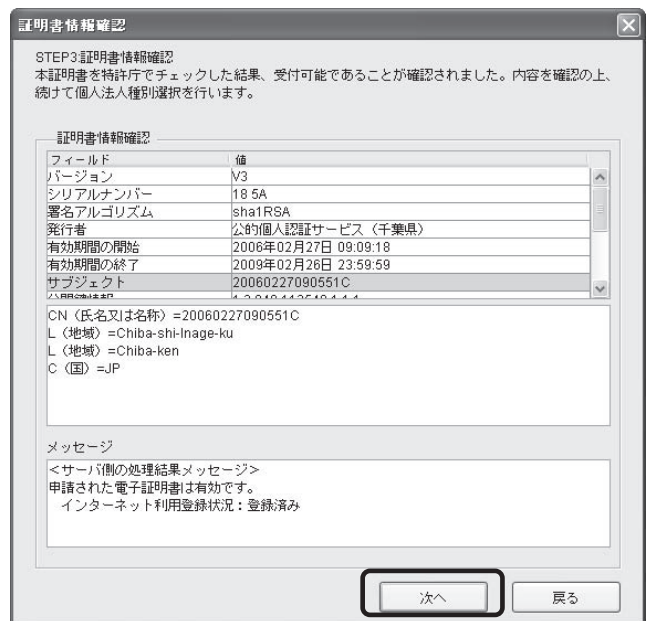 証明書情報確認
STEP3:証明書情報確認
本証明書を特許庁でチェックした結果、受付可能であることが確認されました。内容を確認の上、
続けて個人法人種別選択を行います。
証明書情報確認
フィールド 値
バージョン V3
シリアルナンバー 18 5A
署名アルゴリズム sha1RSA
発行者 公的個人認証サービス（千葉県）
有効期間の開始 2006年02月27日 09:09:18
有効期間の終了 2009年02月26日 23:59:59
サブジェクト 20060227090551C
CN（氏名又は名称）=20060227090551C
L（地域）=Chiba-shi-Inage-ku
L（地域）=Chiba-ken
C（国）=JP
メッセージ
<サーバ側の処理結果メッセージ>
申請された電子証明書は有効です。
インターネット利用登録状況：登録済み
次へ 戻る